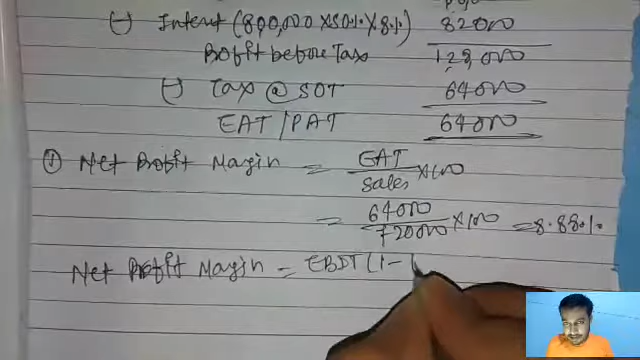 (-) Interest (800,000 x 50% x 8%) 32000
Profit before Tax 128,000
(-) Tax @ 50% 64000
EAT/PAT 64000
① Net Profit Margin = EAT / sales x 100
= 64000 / 720000 x 100 = 8.88%
Net Profit Margin = EBIT (1 -